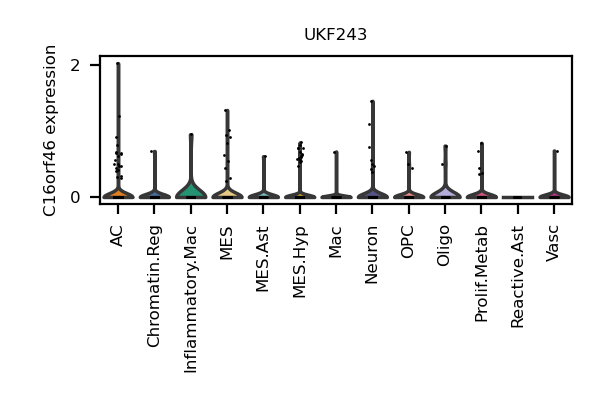 UKF243
C16orf46 expression
2
0
AC
Chromatin.Reg
Inflammatory.Mac
MES
MES.Ast
MES.Hyp
Mac
Neuron
OPC
Oligo
Prolif.Metab
Reactive.Ast
Vasc